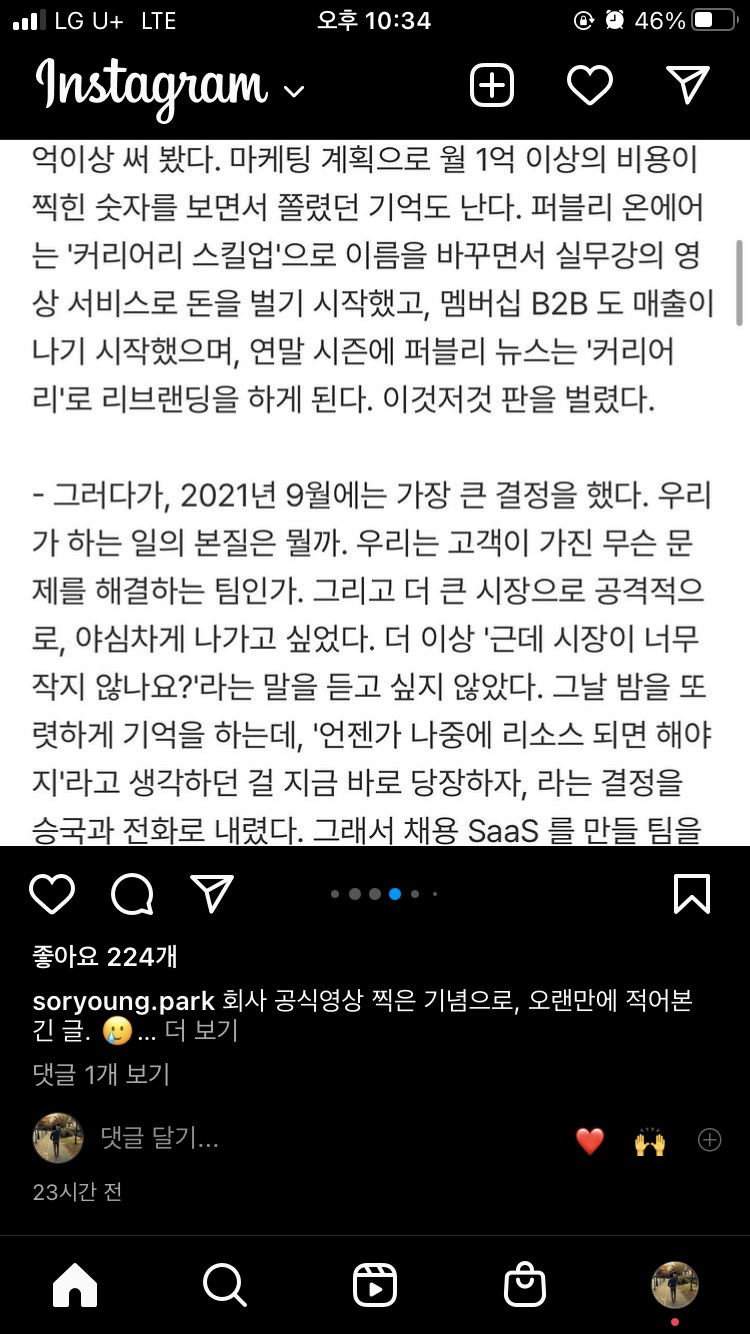 LG U+ LTE 오후 10:34 46%
Instagram
억이상 써 봤다. 마케팅 계획으로 월 1억 이상의 비용이
찍힌 숫자를 보면서 쫄렸던 기억도 난다. 퍼블리 온에어
는 '커리어리 스킬업'으로 이름을 바꾸면서 실무강의 영
상 서비스로 돈을 벌기 시작했고, 멤버십 B2B 도 매출이
나기 시작했으며, 연말 시즌에 퍼블리 뉴스는 '커리어
리'로 리브랜딩을 하게 된다. 이것저것 판을 벌렸다.
- 그러다가, 2021년 9월에는 가장 큰 결정을 했다. 우리
가 하는 일의 본질은 뭘까. 우리는 고객이 가진 무슨 문
제를 해결하는 팀인가. 그리고 더 큰 시장으로 공격적으
로, 야심차게 나가고 싶었다. 더 이상 '근데 시장이 너무
작지 않나요?'라는 말을 듣고 싶지 않았다. 그날 밤을 또
렷하게 기억을 하는데, '언젠가 나중에 리소스 되면 해야
지'라고 생각하던 걸 지금 바로 당장하자, 라는 결정을
승국과 전화로 내렸다. 그래서 채용 SaaS 를 만들 팀을
좋아요 224개
soryoung.park 회사 공식영상 찍은 기념으로, 오랜만에 적어본
긴 글. 🥲... 더 보기
댓글 1개 보기
댓글 달기...
23시간 전